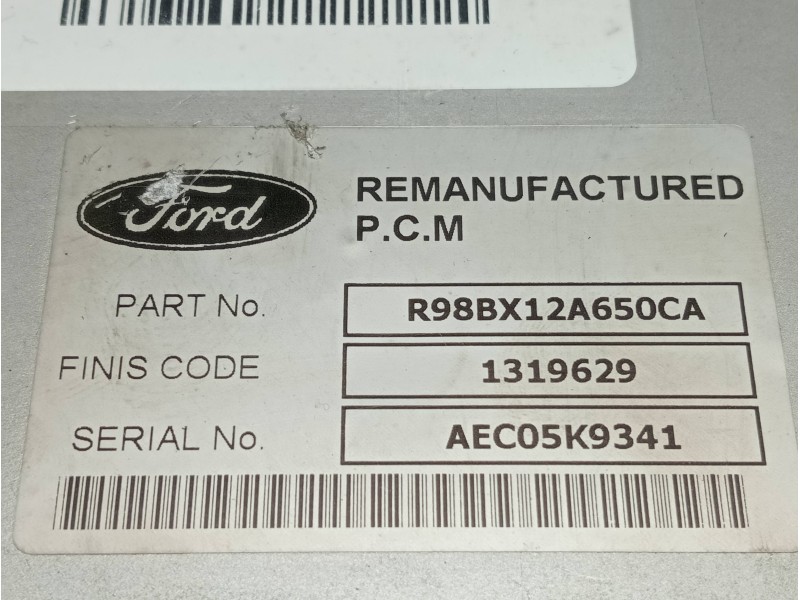 Ford
REMANUFACTURED
P.C.M
PART No. R98BX12A650CA
FINIS CODE 1319629
SERIAL No. AEC05K9341